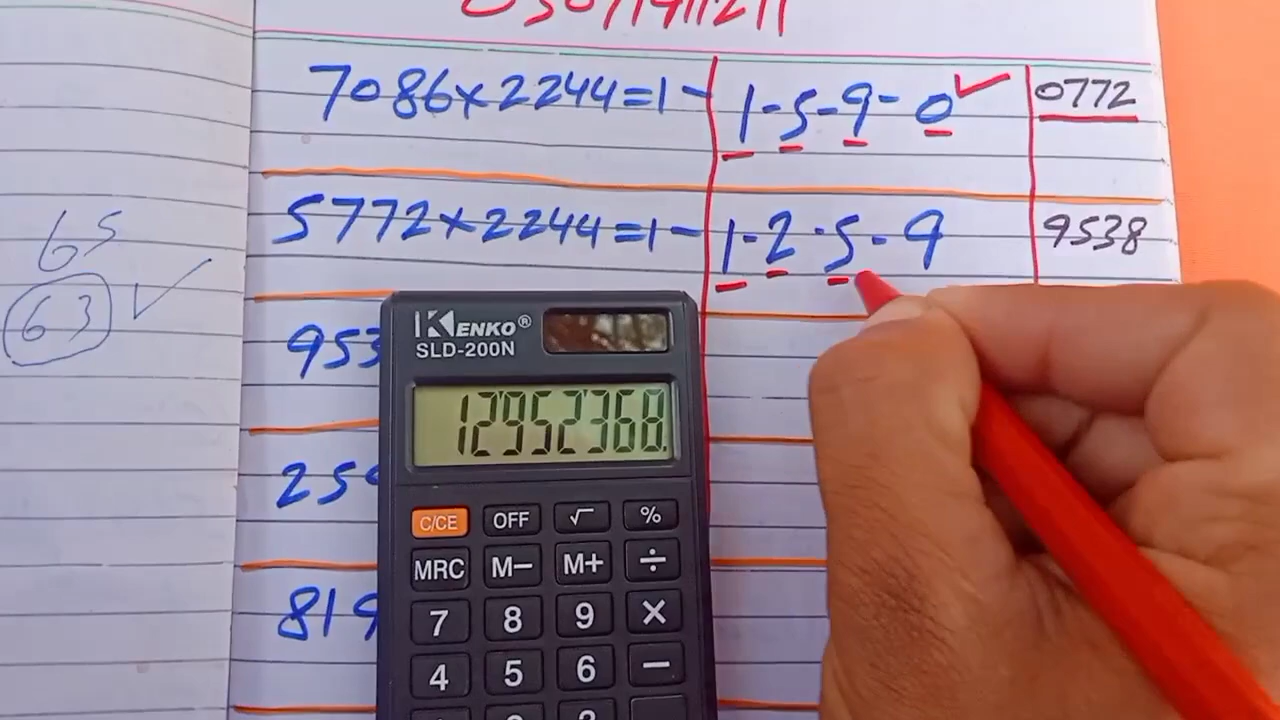 7086×2244=1- 1-5-9-0 ✓ 0772
5772×2244=1- 1-2-5-9 9538
65
63 ✓
953
25
819
KENKO®
SLD-200N
12952368.
C/CE OFF √ %
MRC M− M+ ÷
7 8 9 ×
4 5 6 −